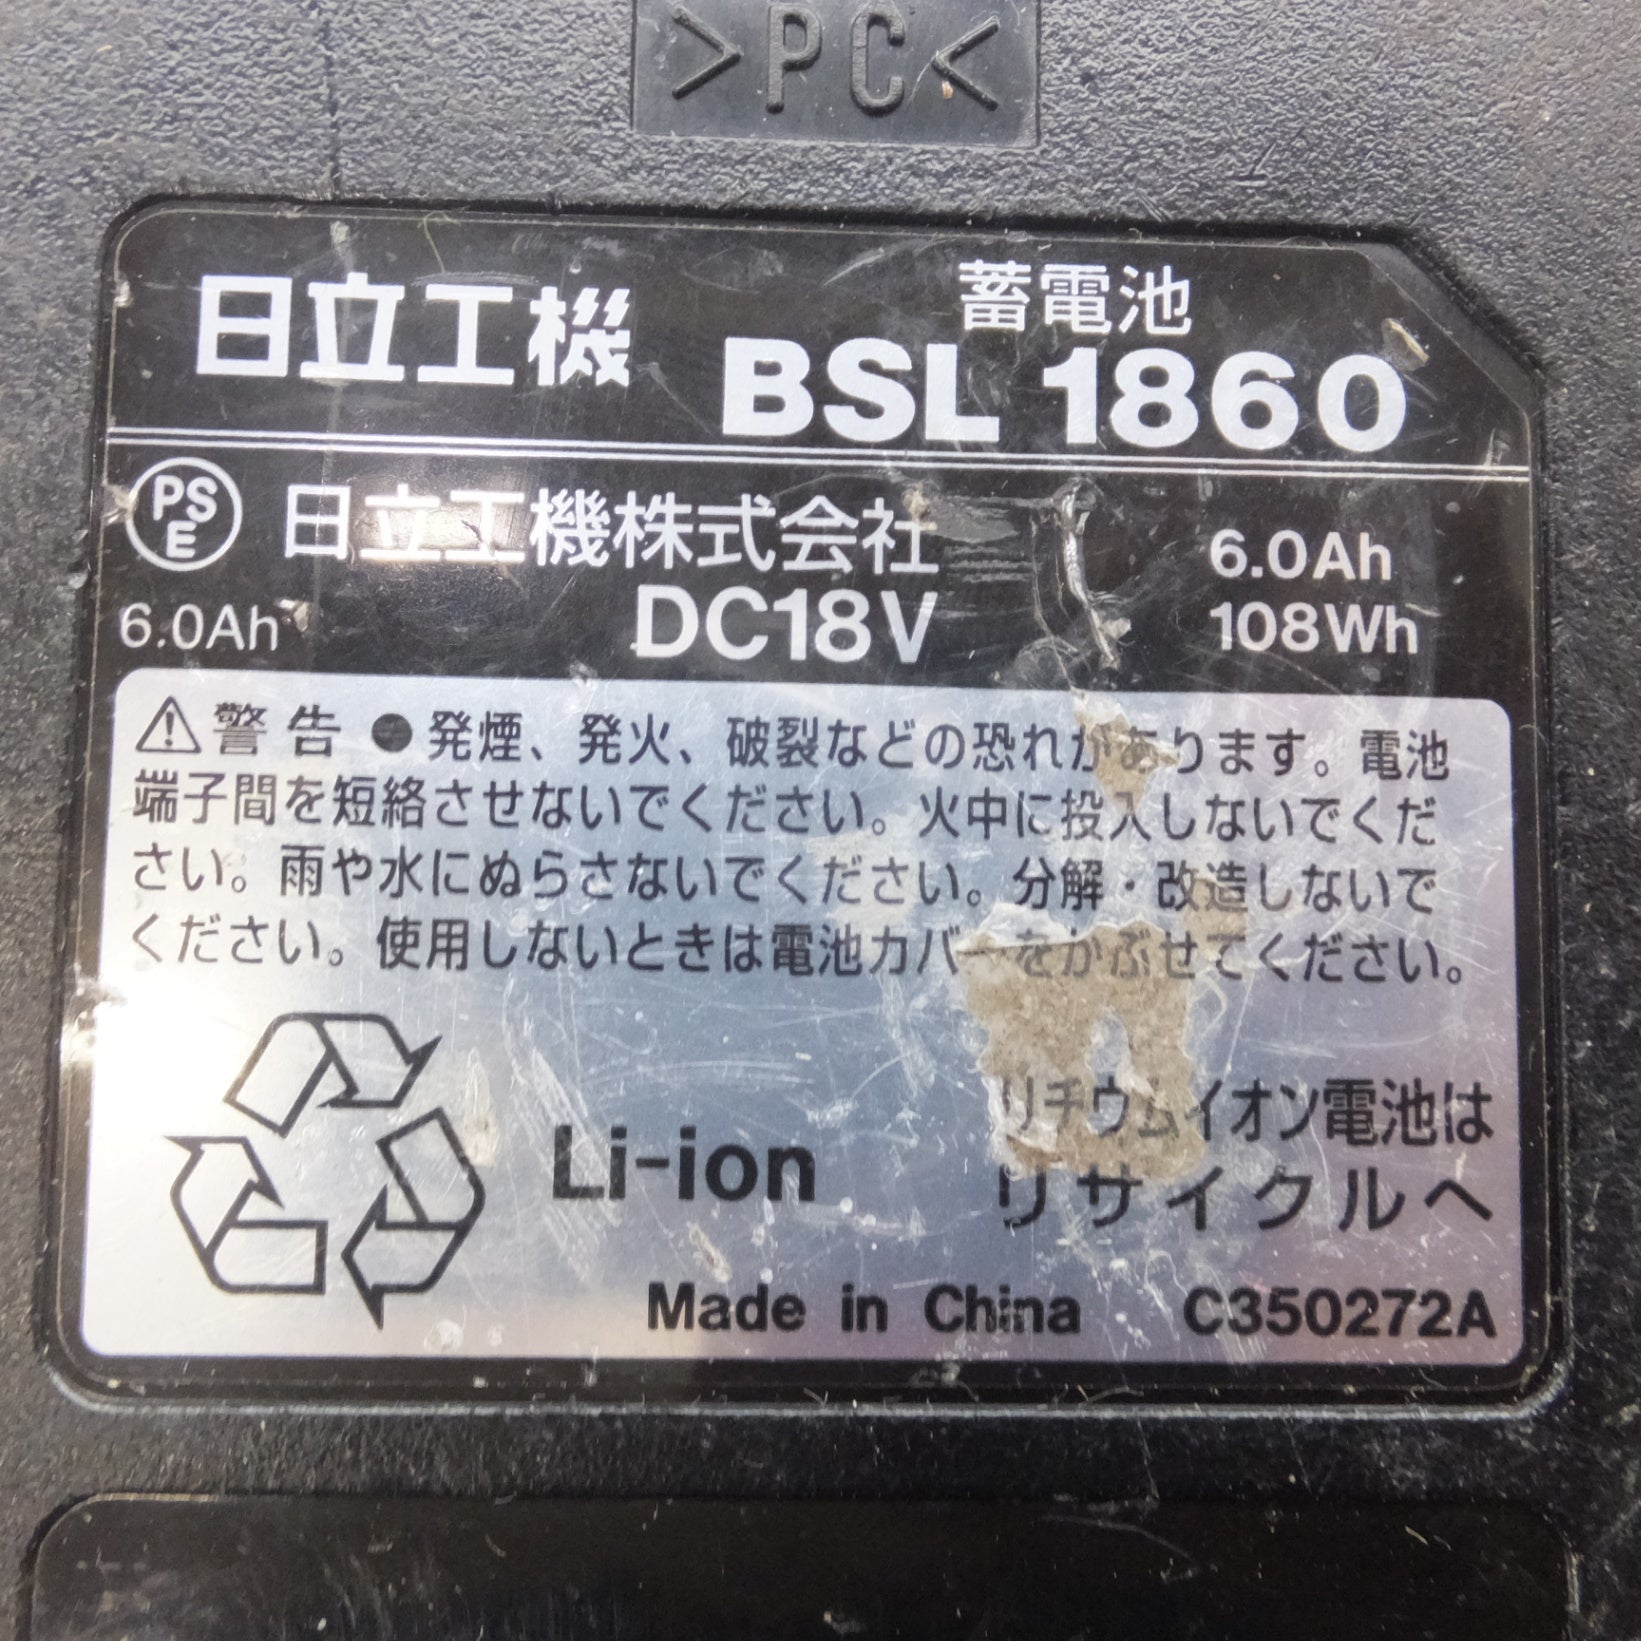 >PC<
日立工機
蓄電池
BSL 1860
PSE 日立工機株式会社
6.0Ah
6.0Ah
DC18V
108Wh
⚠警告 ●発煙、発火、破裂などの恐れがあります。電池
端子間を短絡させないでください。火中に投入しないでくだ
さい。雨や水にぬらさないでください。分解・改造しないで
ください。使用しないときは電池カバーをかぶせてください。
リチウムイオン電池は
Li-ion
リサイクルへ
Made in China C350272A